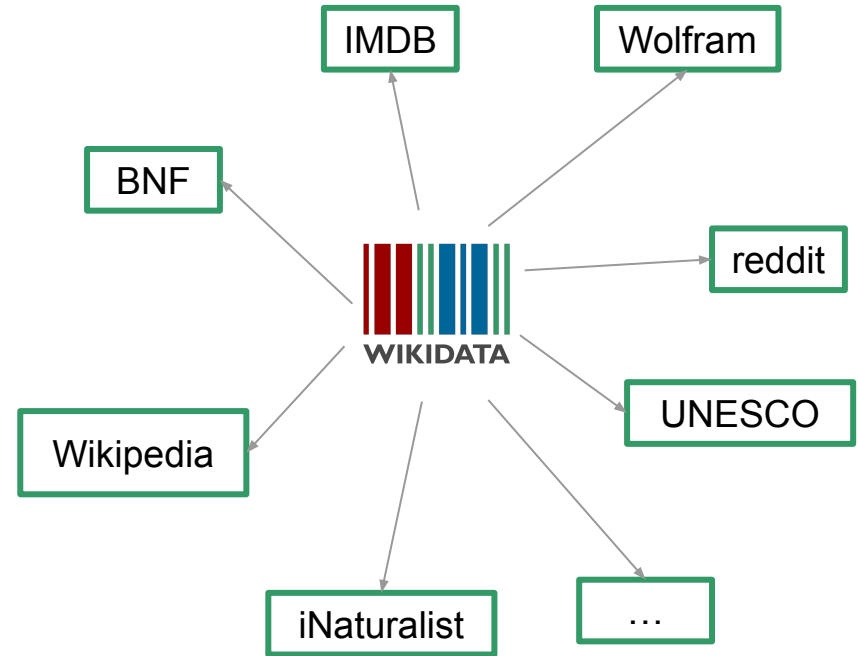 IMDB
Wolfram
BNF
reddit
WIKIDATA
UNESCO
Wikipedia
iNaturalist
…